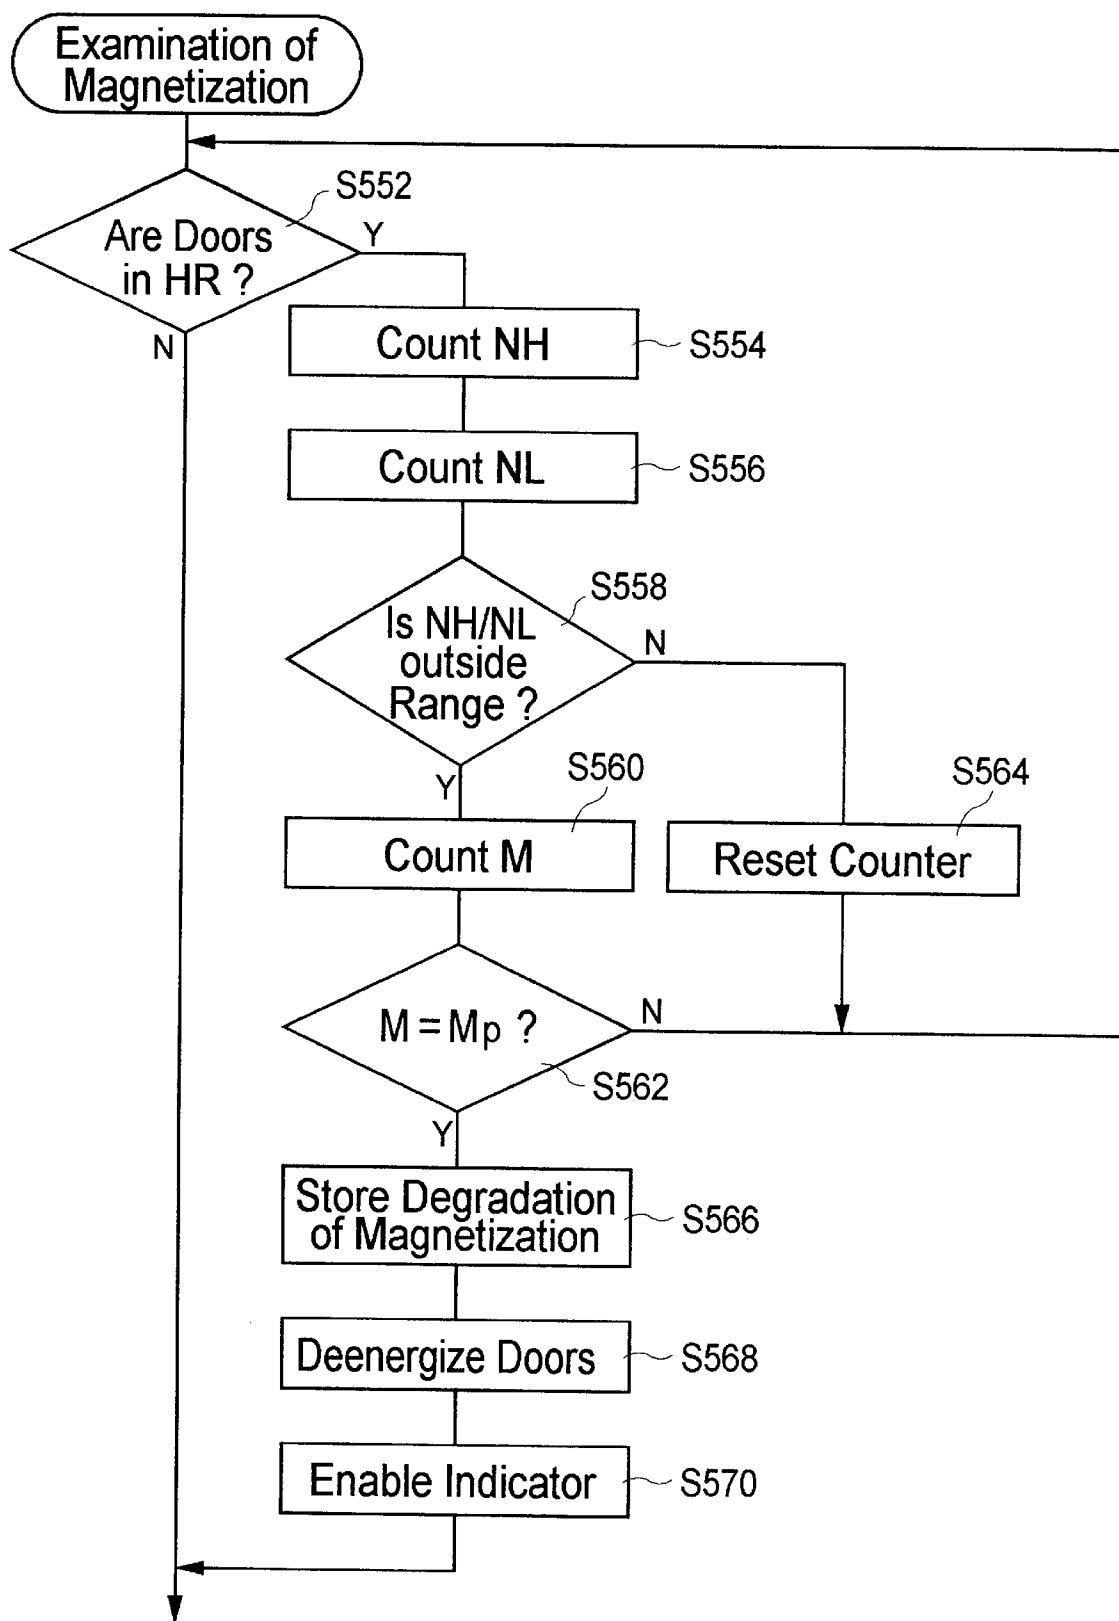 Examination of
Magnetization
S552
Are Doors
in HR ?
Y
N
Count NH
S554
Count NL
S556
S558
Is NH/NL
outside
Range ?
N
Y
S560
Count M
S564
Reset Counter
M = Mp ?
N
S562
Y
Store Degradation
of Magnetization
S566
Deenergize Doors
S568
Enable Indicator
S570